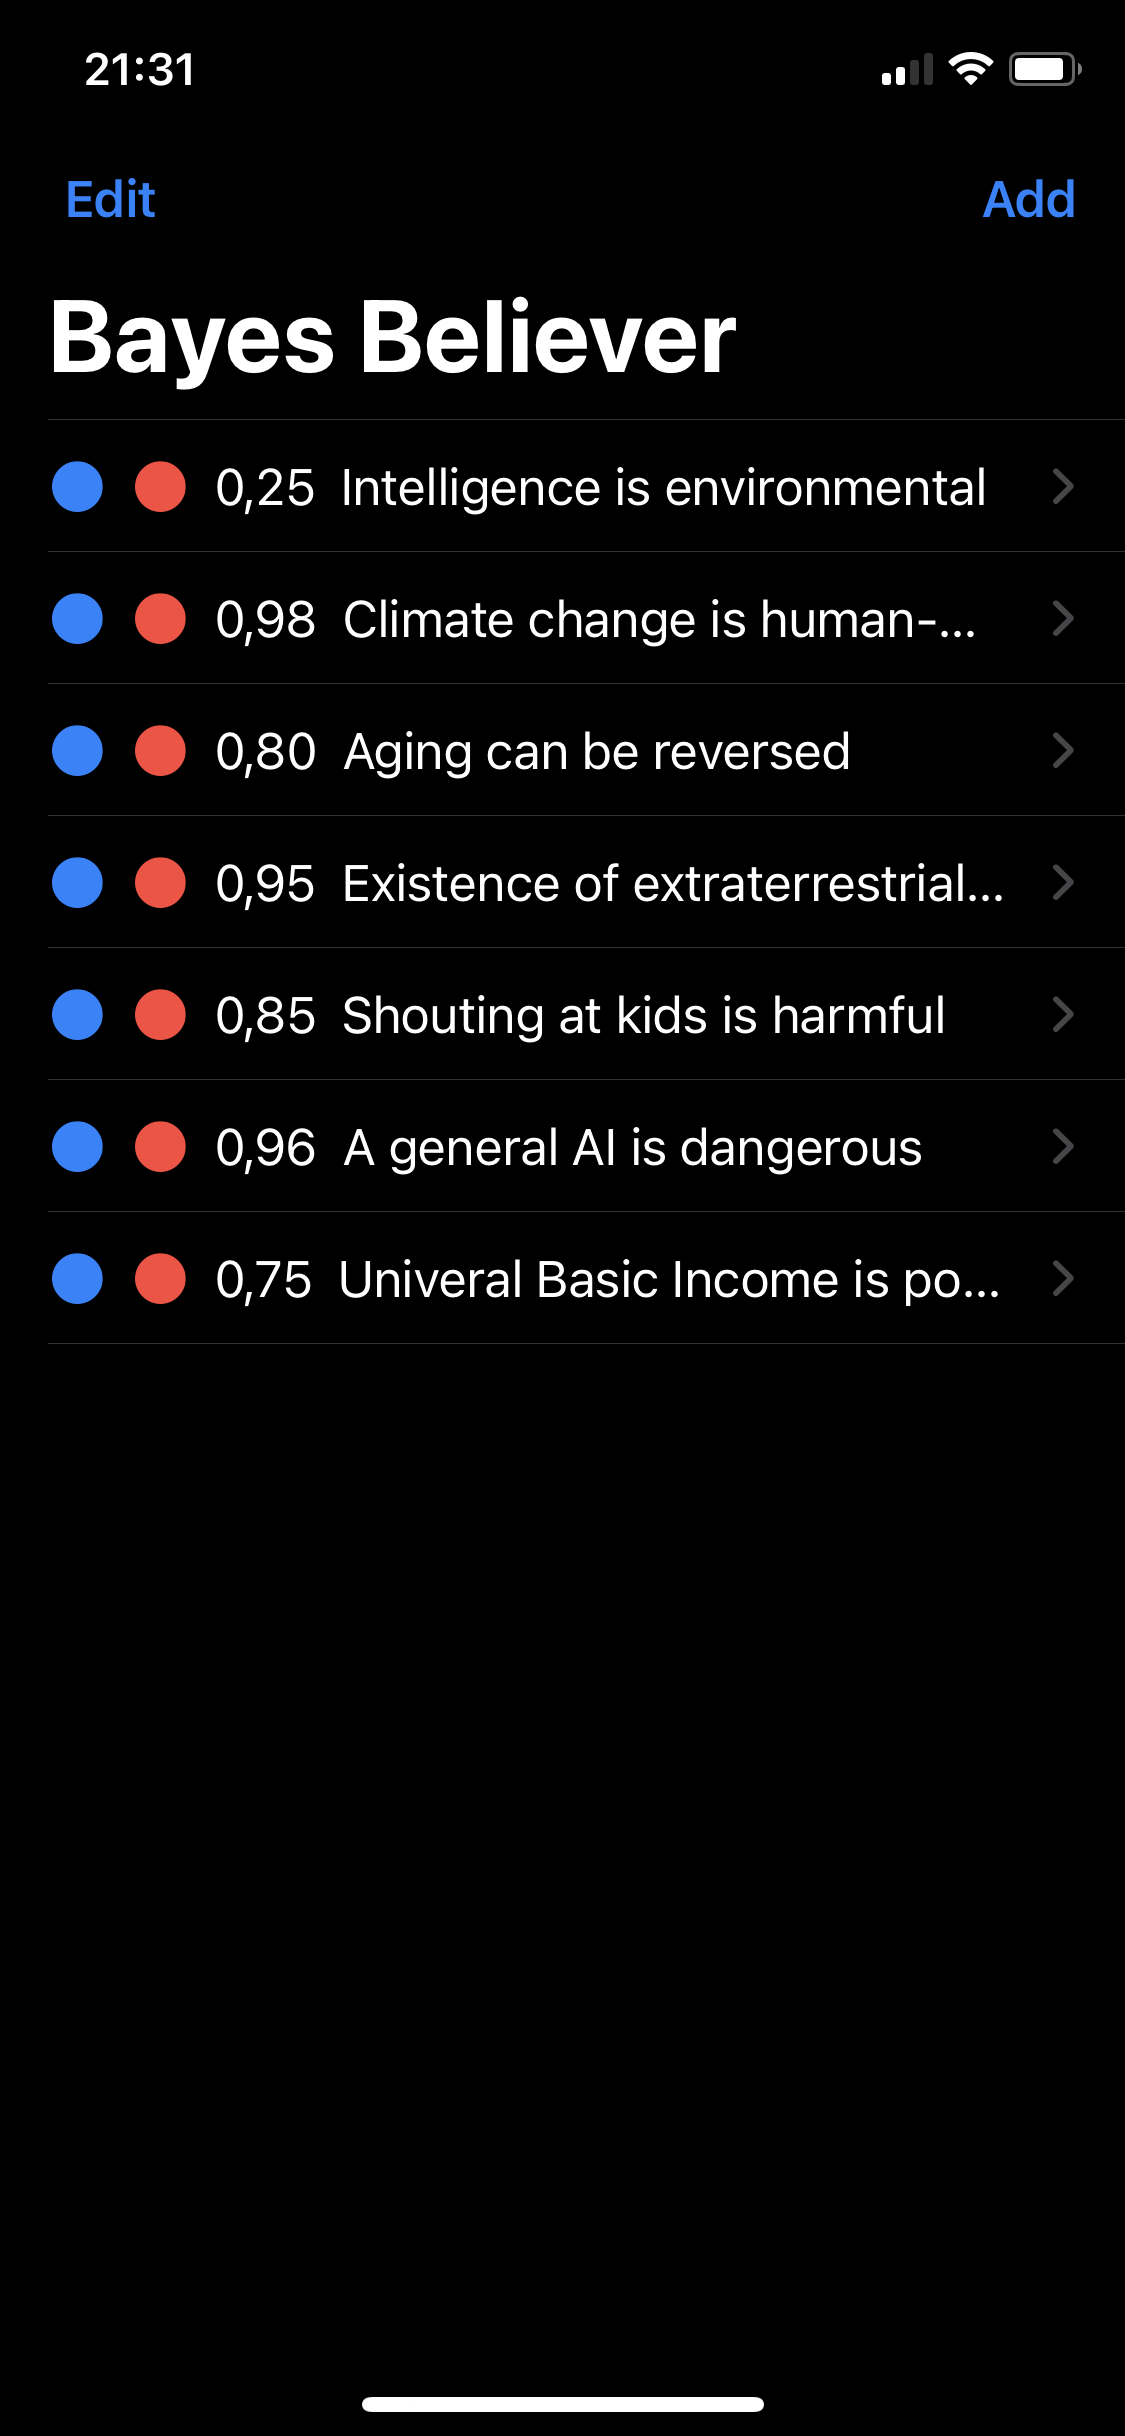 21:31
Edit Add
Bayes Believer
0,25 Intelligence is environmental
0,98 Climate change is human-...
0,80 Aging can be reversed
0,95 Existence of extraterrestrial...
0,85 Shouting at kids is harmful
0,96 A general AI is dangerous
0,75 Univeral Basic Income is po...